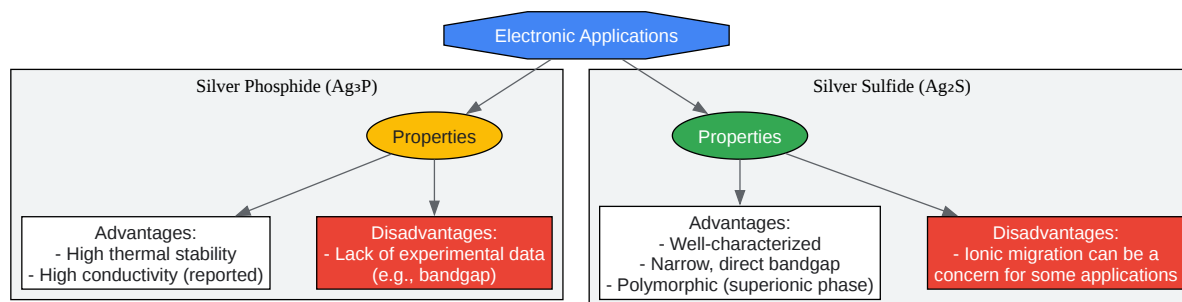 Electronic Applications
Silver Phosphide (Ag₃P)
Properties
Advantages:
- High thermal stability
- High conductivity (reported)
Disadvantages:
- Lack of experimental data
(e.g., bandgap)
Silver Sulfide (Ag₂S)
Properties
Advantages:
- Well-characterized
- Narrow, direct bandgap
- Polymorphic (superionic phase)
Disadvantages:
- Ionic migration can be a
concern for some applications